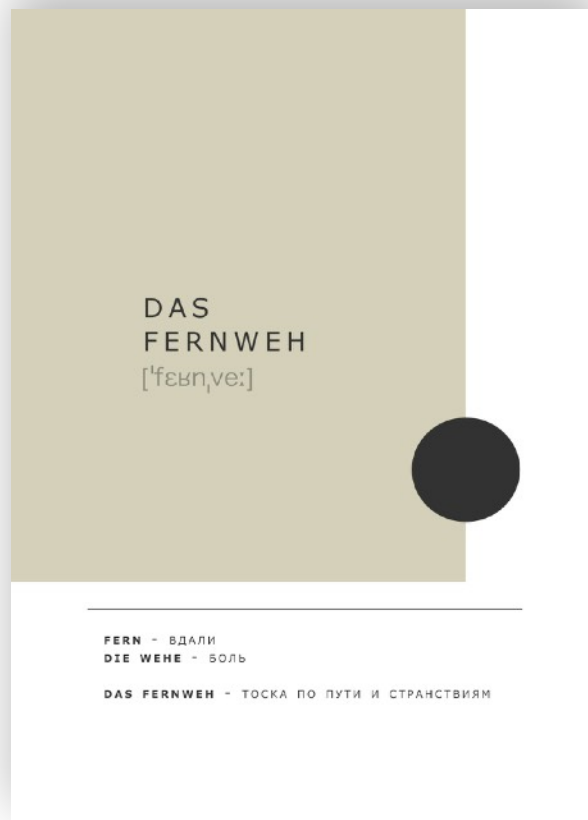 DAS
FERNWEH
[ˈfɛʁnˌveː]
FERN – ВДАЛИ
DIE WEHE – БОЛЬ
DAS FERNWEH – ТОСКА ПО ПУТИ И СТРАНСТВИЯМ